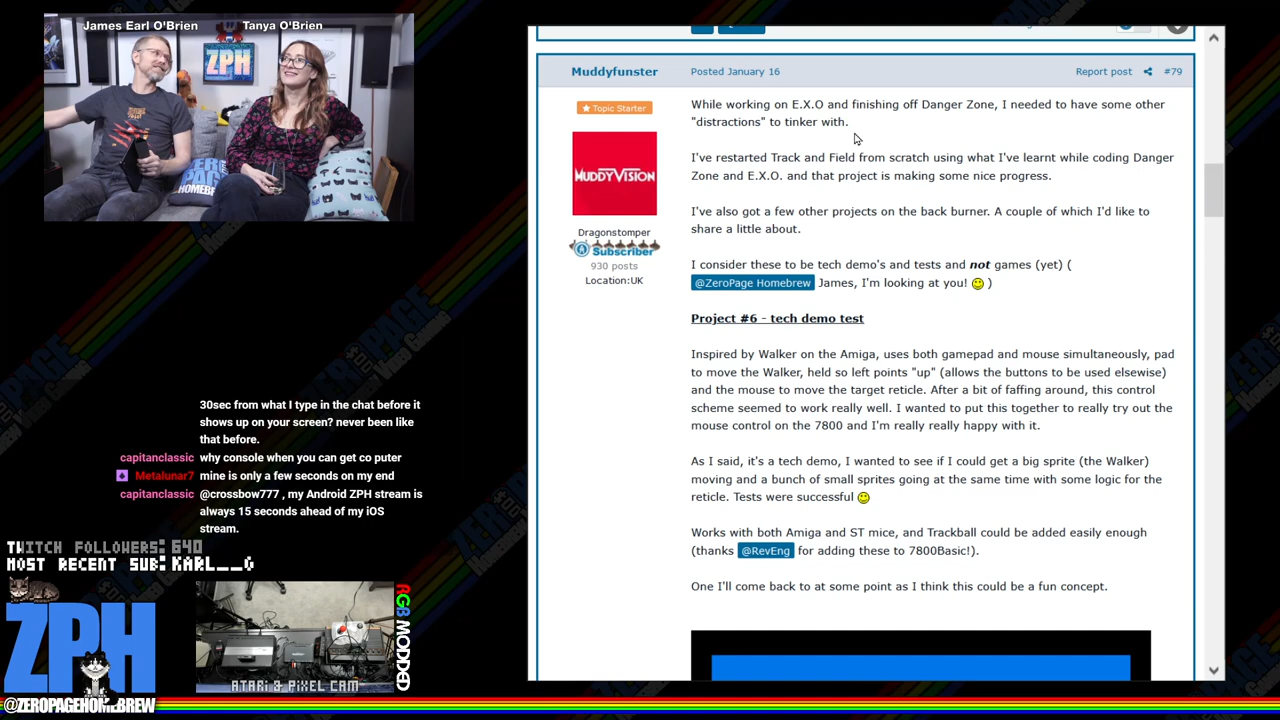 James Earl O'Brien
Tanya O'Brien
ZPH
30sec from what I type in the chat before it
shows up on your screen? never been like
that before.
capitanclassic why console when you can get co puter
Metalunar7 mine is only a few seconds on my end
capitanclassic @crossbow777 , my Android ZPH stream is
always 15 seconds ahead of my iOS
stream.
TWITCH FOLLOWERS: 640
MOST RECENT SUB: KARL__G
ZPH
@ZEROPAGEHOMEBREW
ATARI & PIXEL CAM
RGB MODDED
Muddyfunster
Posted January 16
Report post
#79
Topic Starter
MUDDYVISION
Dragonstomper
Subscriber
930 posts
Location:UK
While working on E.X.O and finishing off Danger Zone, I needed to have some other
"distractions" to tinker with.
I've restarted Track and Field from scratch using what I've learnt while coding Danger
Zone and E.X.O. and that project is making some nice progress.
I've also got a few other projects on the back burner. A couple of which I'd like to
share a little about.
I consider these to be tech demo's and tests and not games (yet) (
@ZeroPage Homebrew James, I'm looking at you! )
Project #6 - tech demo test
Inspired by Walker on the Amiga, uses both gamepad and mouse simultaneously, pad
to move the Walker, held so left points "up" (allows the buttons to be used elsewise)
and the mouse to move the target reticle. After a bit of faffing around, this control
scheme seemed to work really well. I wanted to put this together to really try out the
mouse control on the 7800 and I'm really really happy with it.
As I said, it's a tech demo, I wanted to see if I could get a big sprite (the Walker)
moving and a bunch of small sprites going at the same time with some logic for the
reticle. Tests were successful
Works with both Amiga and ST mice, and Trackball could be added easily enough
(thanks @RevEng for adding these to 7800Basic!).
One I'll come back to at some point as I think this could be a fun concept.